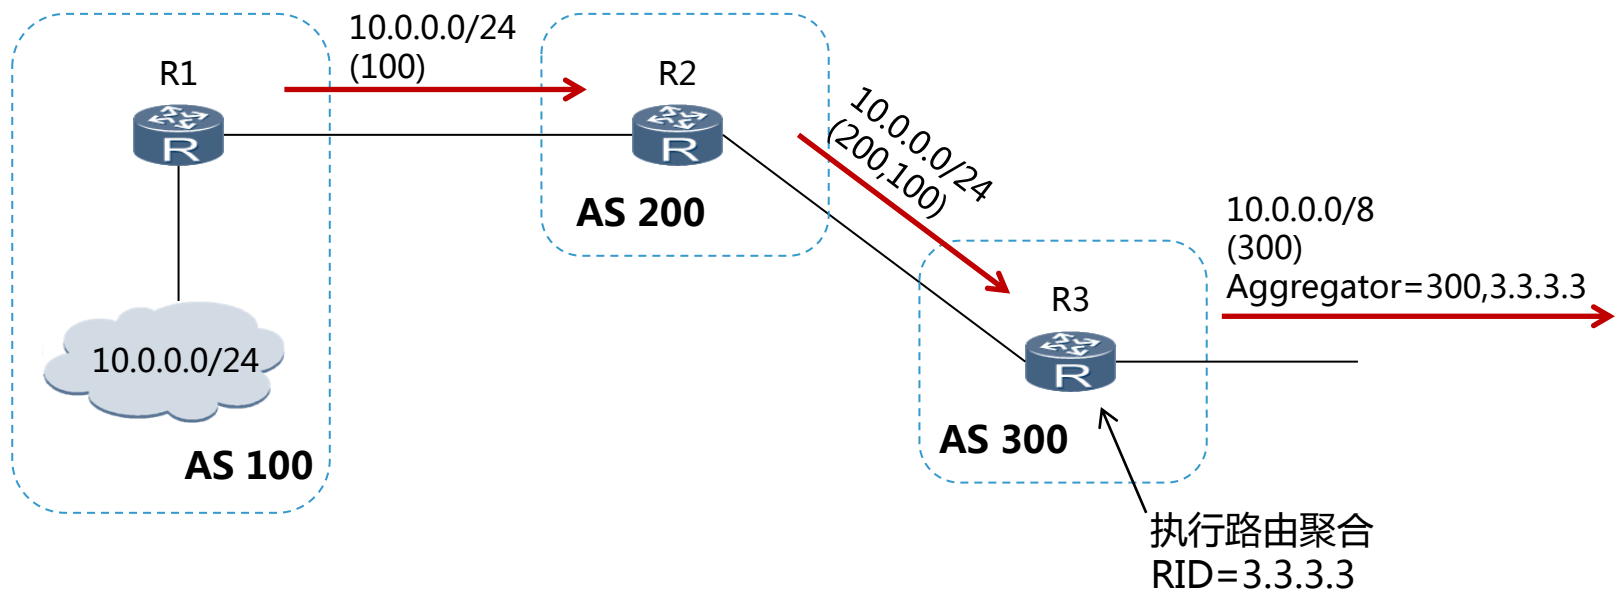 10.0.0.0/24
(100)
R1
R
10.0.0.0/24
AS 100
R2
R
AS 200
10.0.0.0/24
(200,100)
R3
R
AS 300
10.0.0.0/8
(300)
Aggregator=300,3.3.3.3
执行路由聚合
RID=3.3.3.3